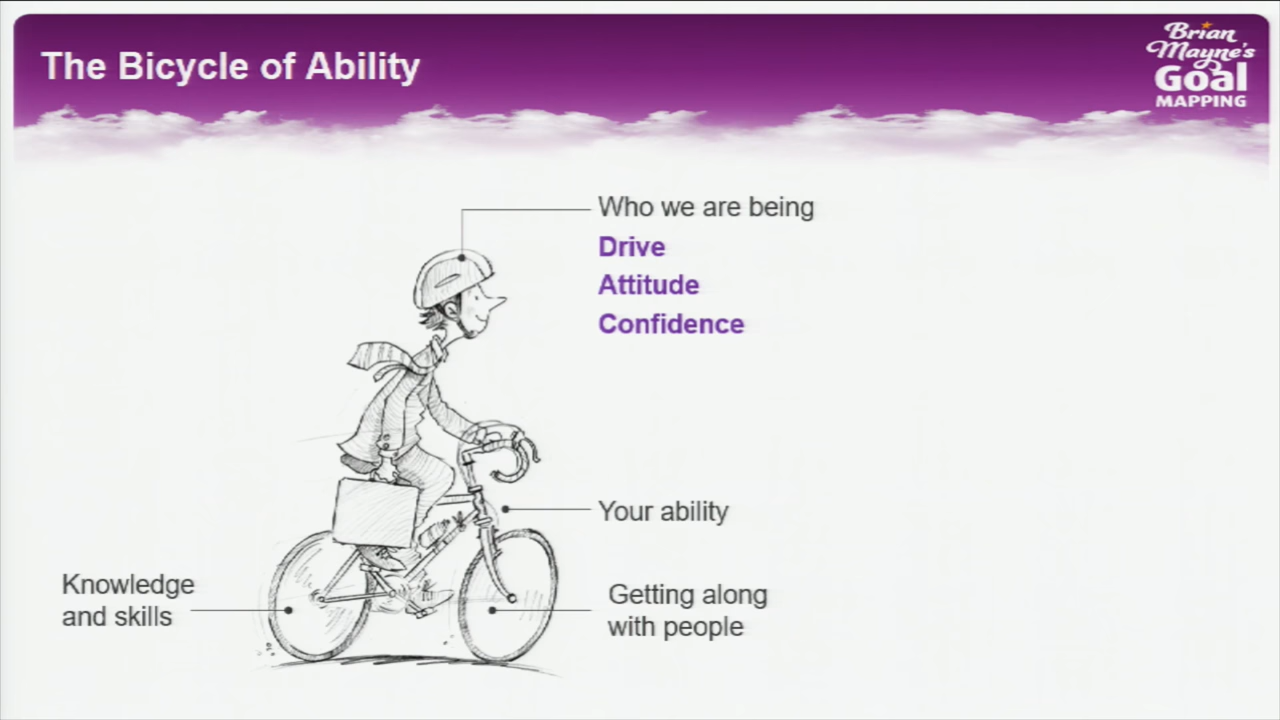 The Bicycle of Ability
Brian
Mayne's
Goal
MAPPING
Who we are being
Drive
Attitude
Confidence
Your ability
Knowledge
and skills
Getting along
with people